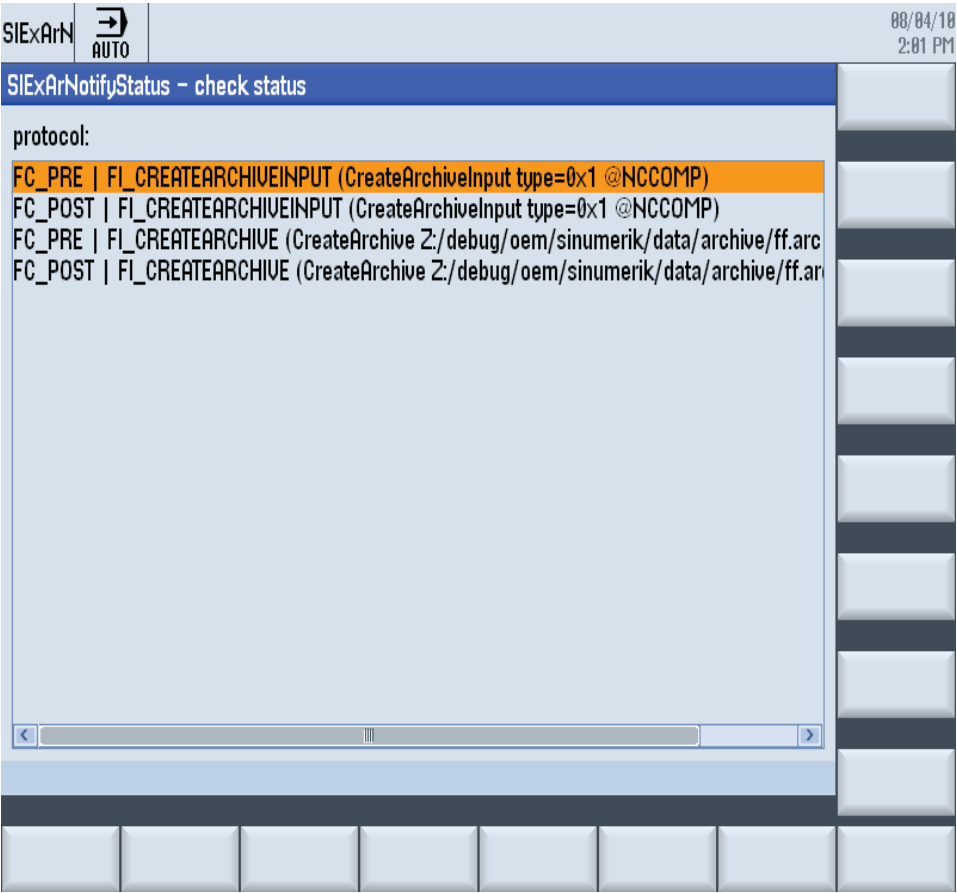 SlExArN
AUTO
08/04/10
2:01 PM
SlExArNotifyStatus - check status
protocol:
FC_PRE | FI_CREATEARCHIVEINPUT (CreateArchiveInput type=0x1 @NCCOMP)
FC_POST | FI_CREATEARCHIVEINPUT (CreateArchiveInput type=0x1 @NCCOMP)
FC_PRE | FI_CREATEARCHIVE (CreateArchive Z:/debug/oem/sinumerik/data/archive/ff.arc
FC_POST | FI_CREATEARCHIVE (CreateArchive Z:/debug/oem/sinumerik/data/archive/ff.ar